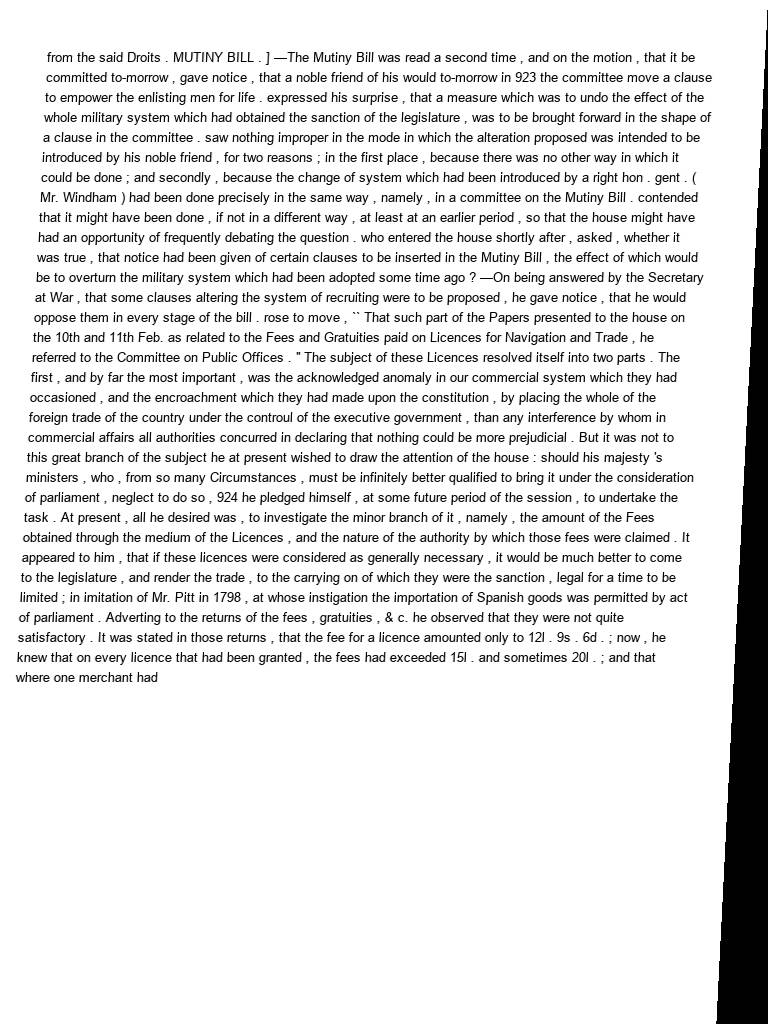 from the said Droits . MUTINY BILL . ] —The Mutiny Bill was read a second time , and on the motion , that it be
committed to-morrow , gave notice , that a noble friend of his would to-morrow in 923 the committee move a clause
to empower the enlisting men for life . expressed his surprise , that a measure which was to undo the effect of the
whole military system which had obtained the sanction of the legislature , was to be brought forward in the shape of
a clause in the committee . saw nothing improper in the mode in which the alteration proposed was intended to be
introduced by his noble friend , for two reasons ; in the first place , because there was no other way in which it
could be done ; and secondly , because the change of system which had been introduced by a right hon . gent . (
Mr. Windham ) had been done precisely in the same way , namely , in a committee on the Mutiny Bill . contended
that it might have been done , if not in a different way , at least at an earlier period , so that the house might have
had an opportunity of frequently debating the question . who entered the house shortly after , asked , whether it
was true , that notice had been given of certain clauses to be inserted in the Mutiny Bill , the effect of which would
be to overturn the military system which had been adopted some time ago ? —On being answered by the Secretary
at War , that some clauses altering the system of recruiting were to be proposed , he gave notice , that he would
oppose them in every stage of the bill . rose to move , `` That such part of the Papers presented to the house on
the 10th and 11th Feb. as related to the Fees and Gratuities paid on Licences for Navigation and Trade , he
referred to the Committee on Public Offices . " The subject of these Licences resolved itself into two parts . The
first , and by far the most important , was the acknowledged anomaly in our commercial system which they had
occasioned , and the encroachment which they had made upon the constitution , by placing the whole of the
foreign trade of the country under the controul of the executive government , than any interference by whom in
commercial affairs all authorities concurred in declaring that nothing could be more prejudicial . But it was not to
this great branch of the subject he at present wished to draw the attention of the house : should his majesty 's
ministers , who , from so many Circumstances , must be infinitely better qualified to bring it under the consideration
of parliament , neglect to do so , 924 he pledged himself , at some future period of the session , to undertake the
task . At present , all he desired was , to investigate the minor branch of it , namely , the amount of the Fees
obtained through the medium of the Licences , and the nature of the authority by which those fees were claimed . It
appeared to him , that if these licences were considered as generally necessary , it would be much better to come
to the legislature , and render the trade , to the carrying on of which they were the sanction , legal for a time to be
limited ; in imitation of Mr. Pitt in 1798 , at whose instigation the importation of Spanish goods was permitted by act
of parliament . Adverting to the returns of the fees , gratuities , & c. he observed that they were not quite
satisfactory . It was stated in those returns , that the fee for a licence amounted only to 12l . 9s . 6d . ; now , he
knew that on every licence that had been granted , the fees had exceeded 15l . and sometimes 20l . ; and that
where one merchant had